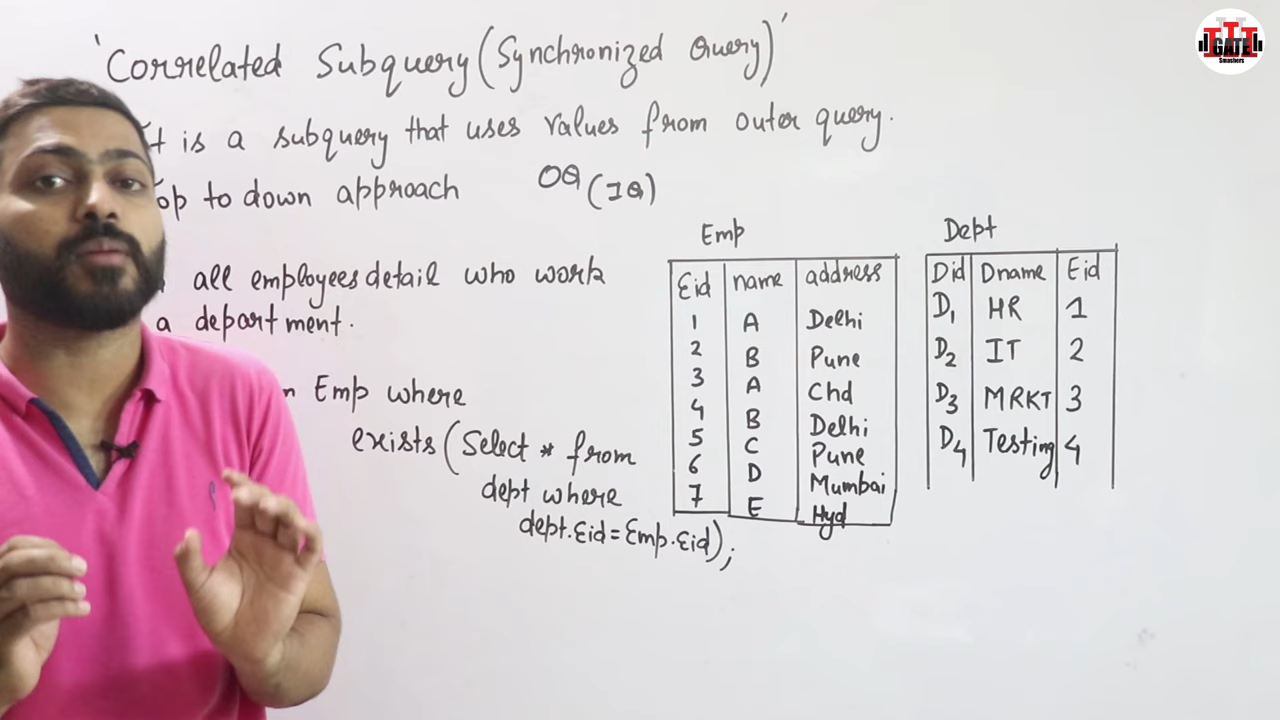 'Correlated Subquery (Synchronized Query)'
is a subquery that uses values from outer query.
to down approach OQ (IQ)
all employees detail who work
a department.
Emp where
exists (Select * from
dept where
dept.Eid = Emp.Eid);
Emp
Eid name address
1 A Delhi
2 B Pune
3 A Chd
4 B Delhi
5 C Pune
6 D Mumbai
7 E Hyd
Dept
Did Dname Eid
D1 HR 1
D2 IT 2
D3 MRKT 3
D4 Testing 4
GATE
Smashers